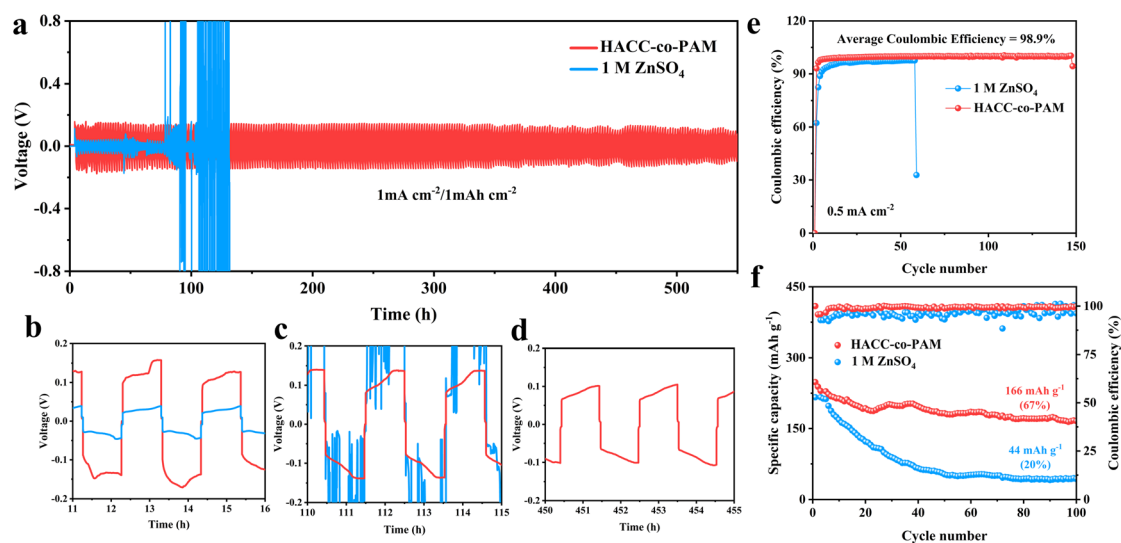 a
0.8
0.4
0.0
-0.4
-0.8
Voltage (V)
HACC-co-PAM
1 M ZnSO₄
1mA cm⁻²/1mAh cm⁻²
0 100 200 300 400 500
Time (h)
e
120
90
60
30
0
Coulombic efficiency (%)
Average Coulombic Efficiency = 98.9%
1 M ZnSO₄
HACC-co-PAM
0.5 mA cm⁻²
0 50 100 150
Cycle number
b
0.2
0.1
0.0
-0.1
-0.2
Voltage (V)
11 12 13 14 15 16
Time (h)
c
0.2
0.1
0.0
-0.1
-0.2
Voltage (V)
110 111 112 113 114 115
Time (h)
d
0.2
0.1
0.0
-0.1
-0.2
Voltage (V)
450 451 452 453 454 455
Time (h)
f
450
300
150
0
Specific capacity (mAh g⁻¹)
HACC-co-PAM
1 M ZnSO₄
166 mAh g⁻¹
(67%)
44 mAh g⁻¹
(20%)
100
80
60
40
20
0
Coulombic efficiency (%)
0 20 40 60 80 100
Cycle number